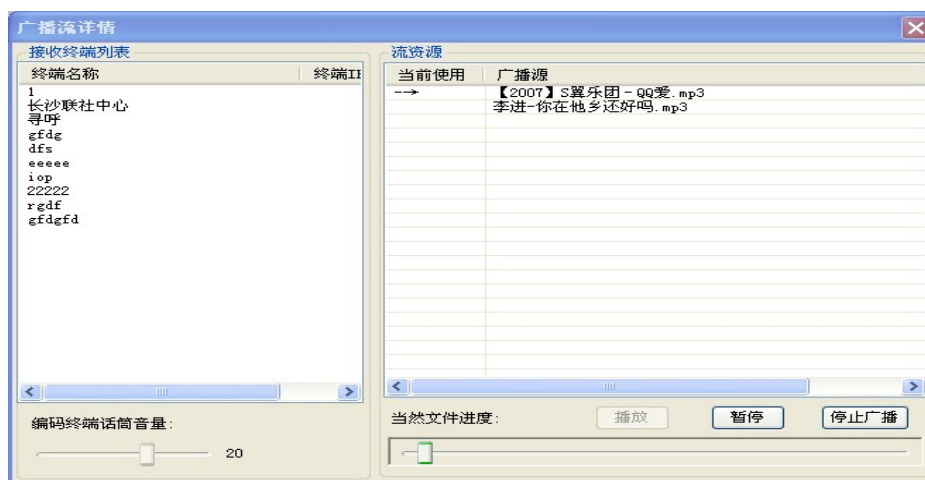 广播流详情
接收终端列表
终端名称 终端II
1
长沙联社中心
寻呼
gfdg
dfs
eeeee
iop
22222
rgdf
gfdgfd
编码终端话筒音量:
20
流资源
当前使用 广播源
【2007】S翼乐团-QQ爱.mp3
李进-你在他乡还好吗.mp3
当然文件进度: 播放 暂停 停止广播